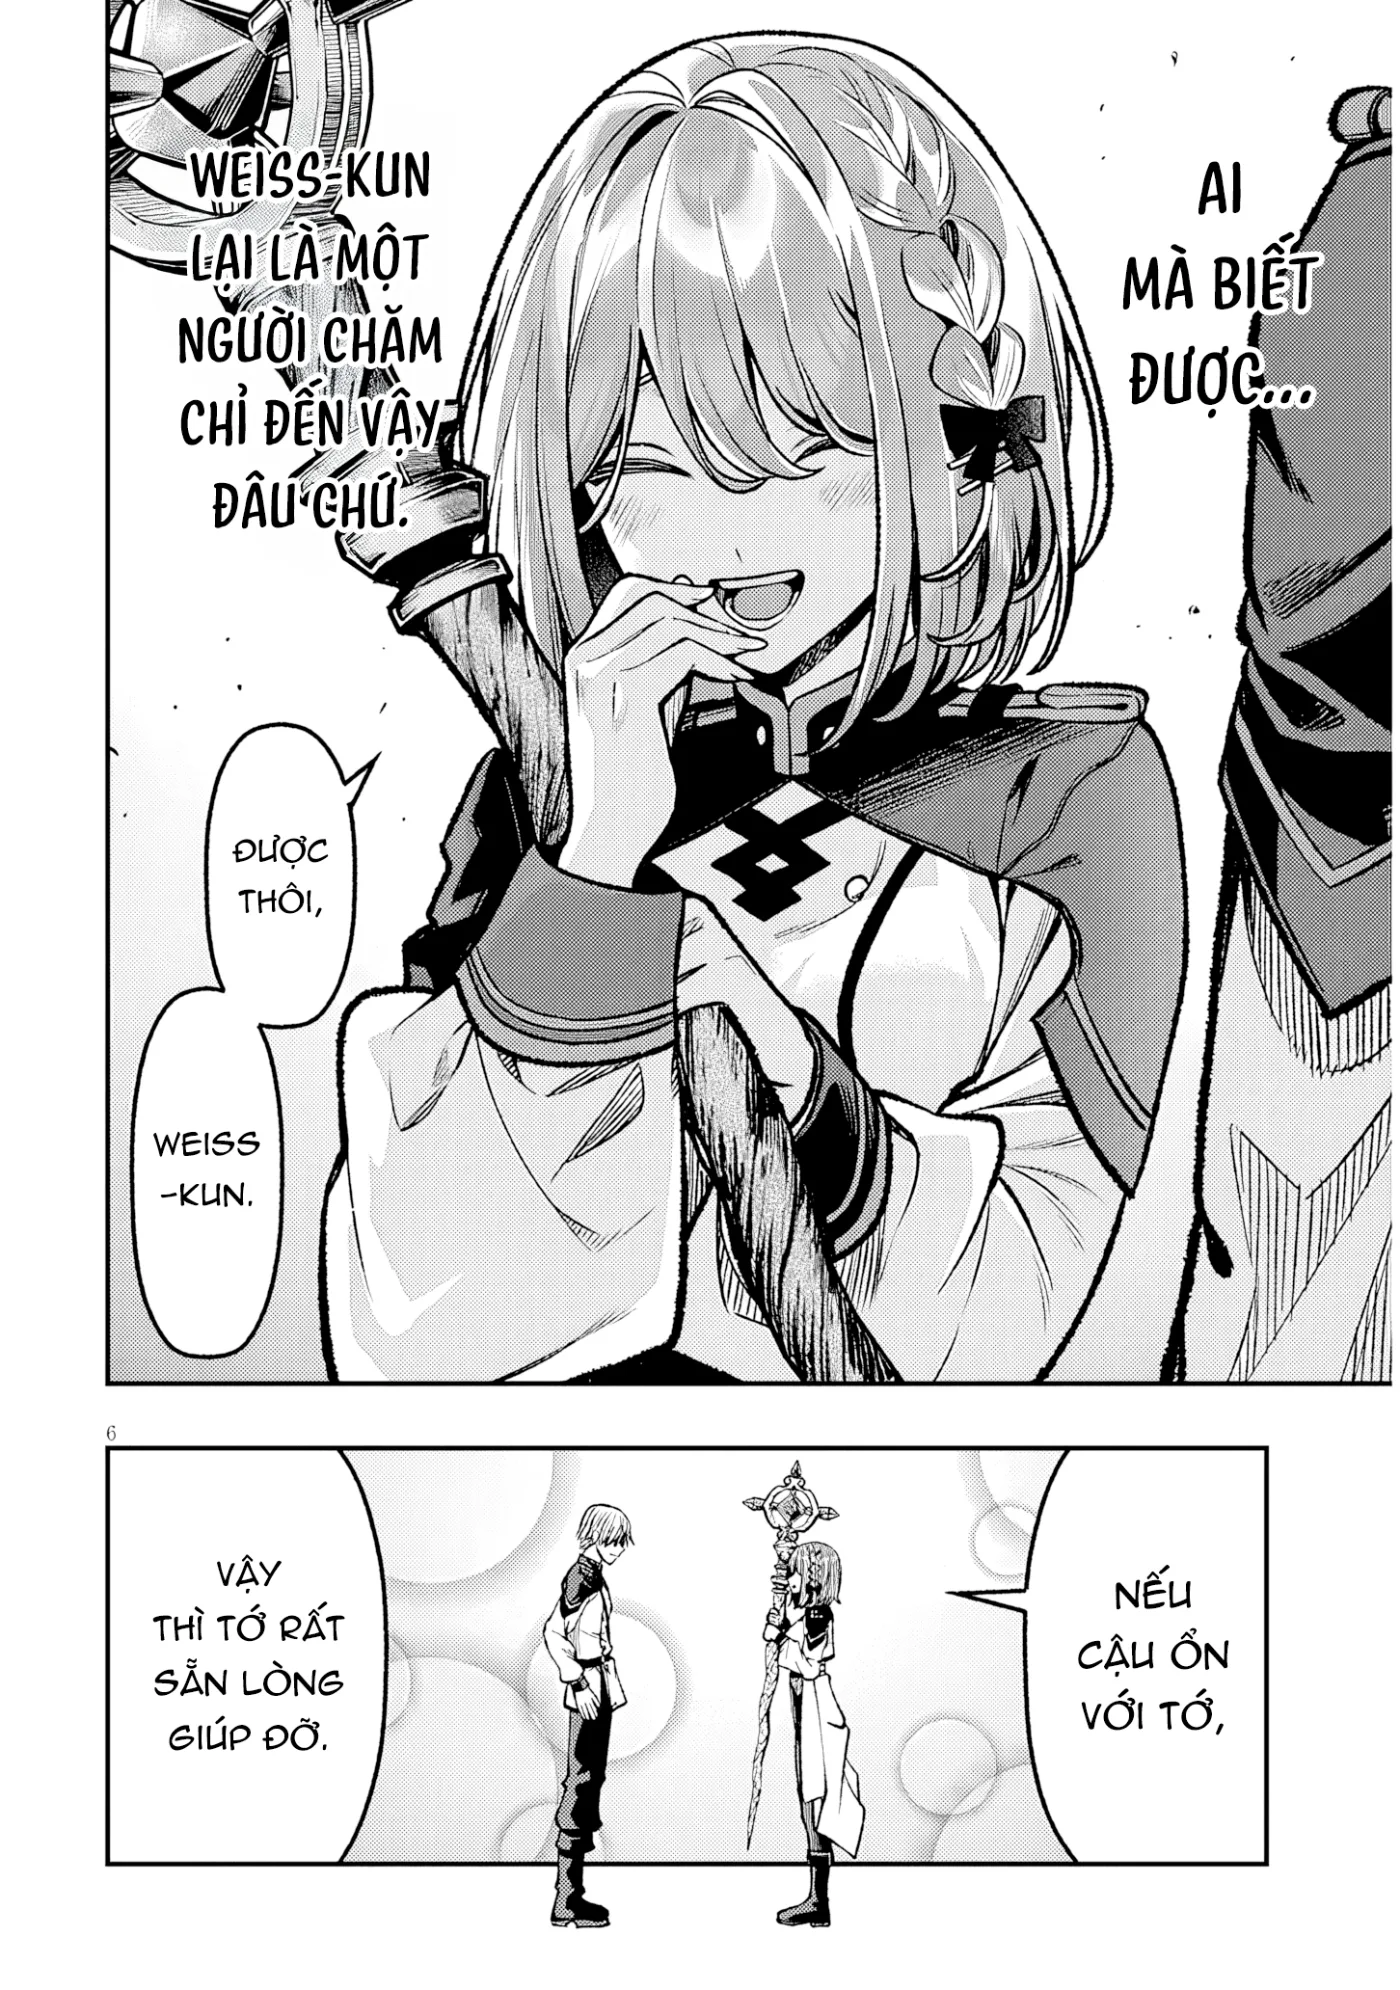 AI
MÀ BIẾT
ĐƯỢC...
WEISS-KUN
LẠI LÀ MỘT
NGƯỜI CHĂM
CHỈ ĐẾN VẬY
ĐÂU CHỨ.
ĐƯỢC
THÔI,
WEISS
-KUN.
6
NẾU
CẬU ỔN
VỚI TỚ,
VẬY
THÌ TỚ RẤT
SẴN LÒNG
GIÚP ĐỠ.